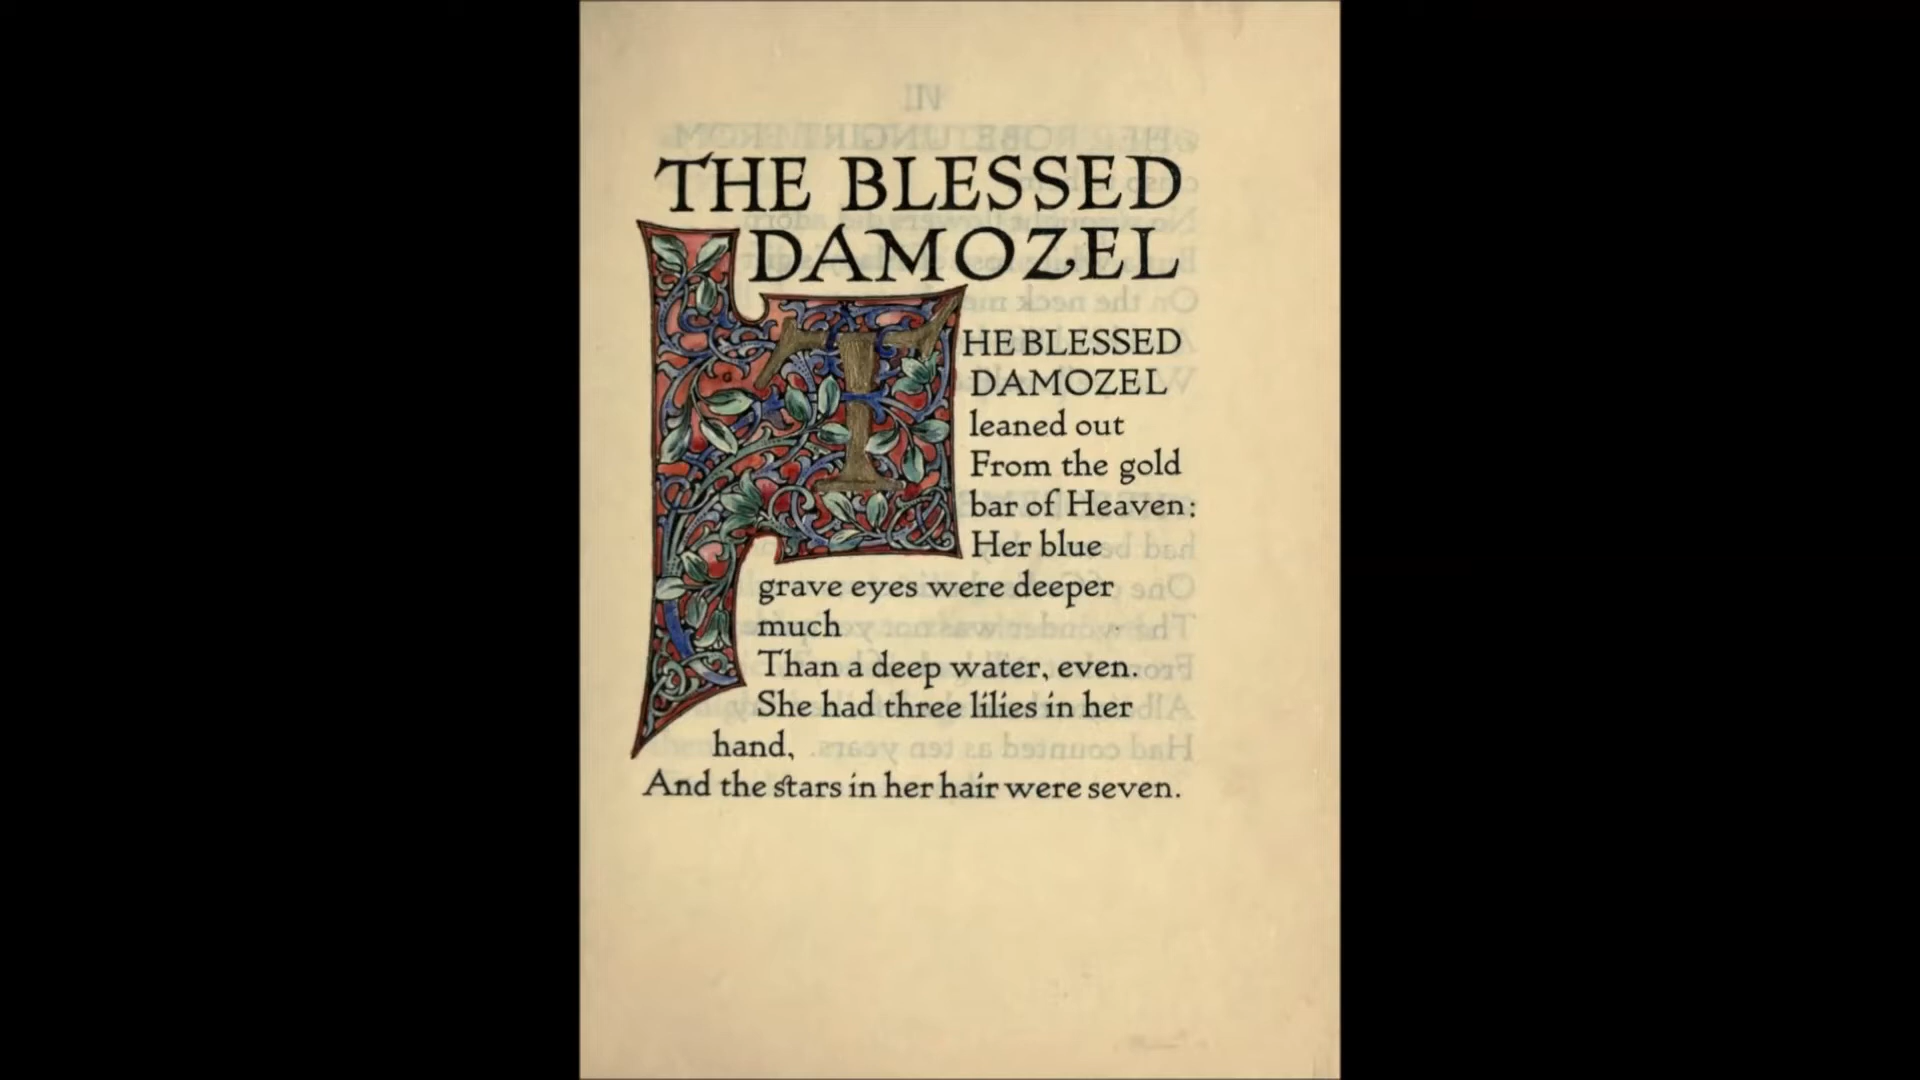 THE BLESSED
DAMOZEL
THE BLESSED
DAMOZEL
leaned out
From the gold
bar of Heaven:
Her blue
grave eyes were deeper
much
Than a deep water, even.
She had three lilies in her
hand,
And the stars in her hair were seven.